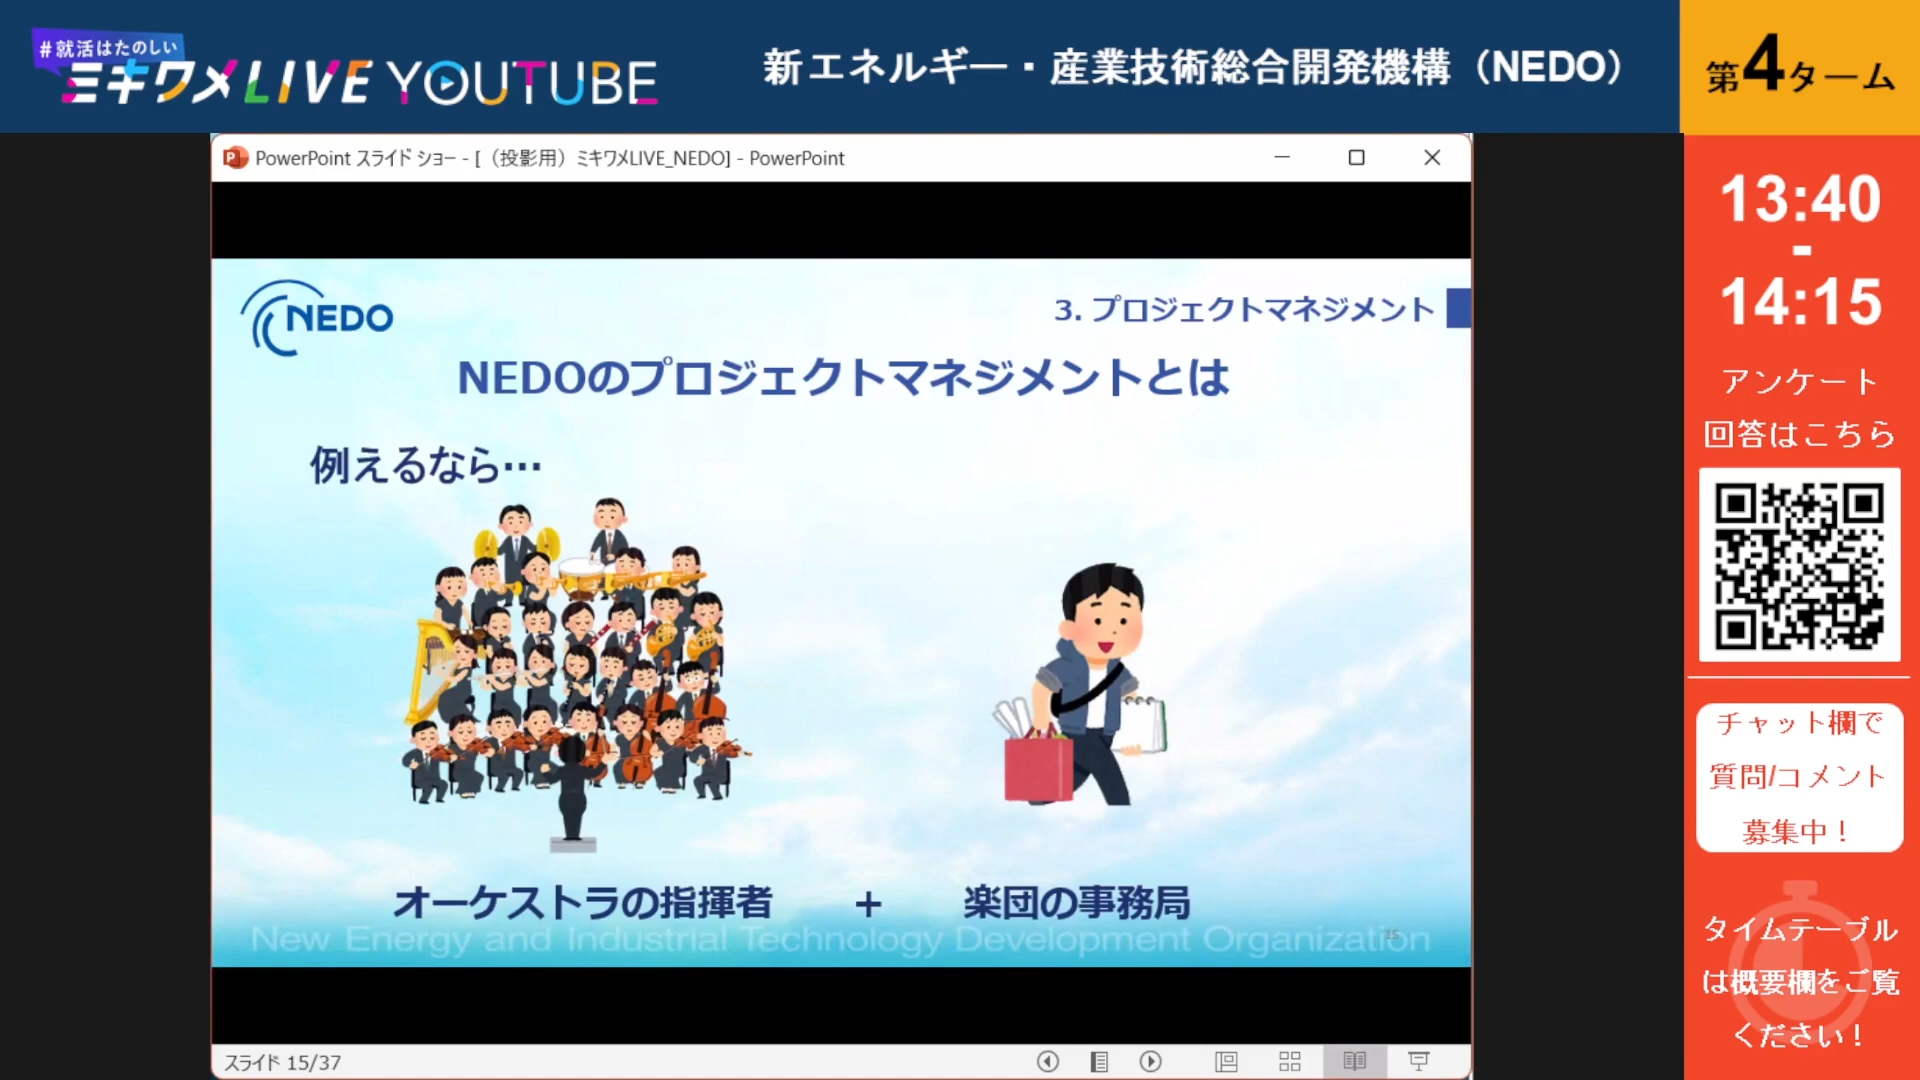 #就活はたのしい
ミキワメLIVE YOUTUBE
新エネルギー・産業技術総合開発機構（NEDO）
第4ターム
PowerPoint スライド ショー - [（投影用）ミキワメLIVE_NEDO] - PowerPoint
NEDO
3. プロジェクトマネジメント
NEDOのプロジェクトマネジメントとは
例えるなら…
オーケストラの指揮者 + 楽団の事務局
New Energy and Industrial Technology Development Organization
15
スライド 15/37
13:40
-
14:15
アンケート
回答はこちら
チャット欄で
質問/コメント
募集中！
タイムテーブル
は概要欄をご覧
ください！